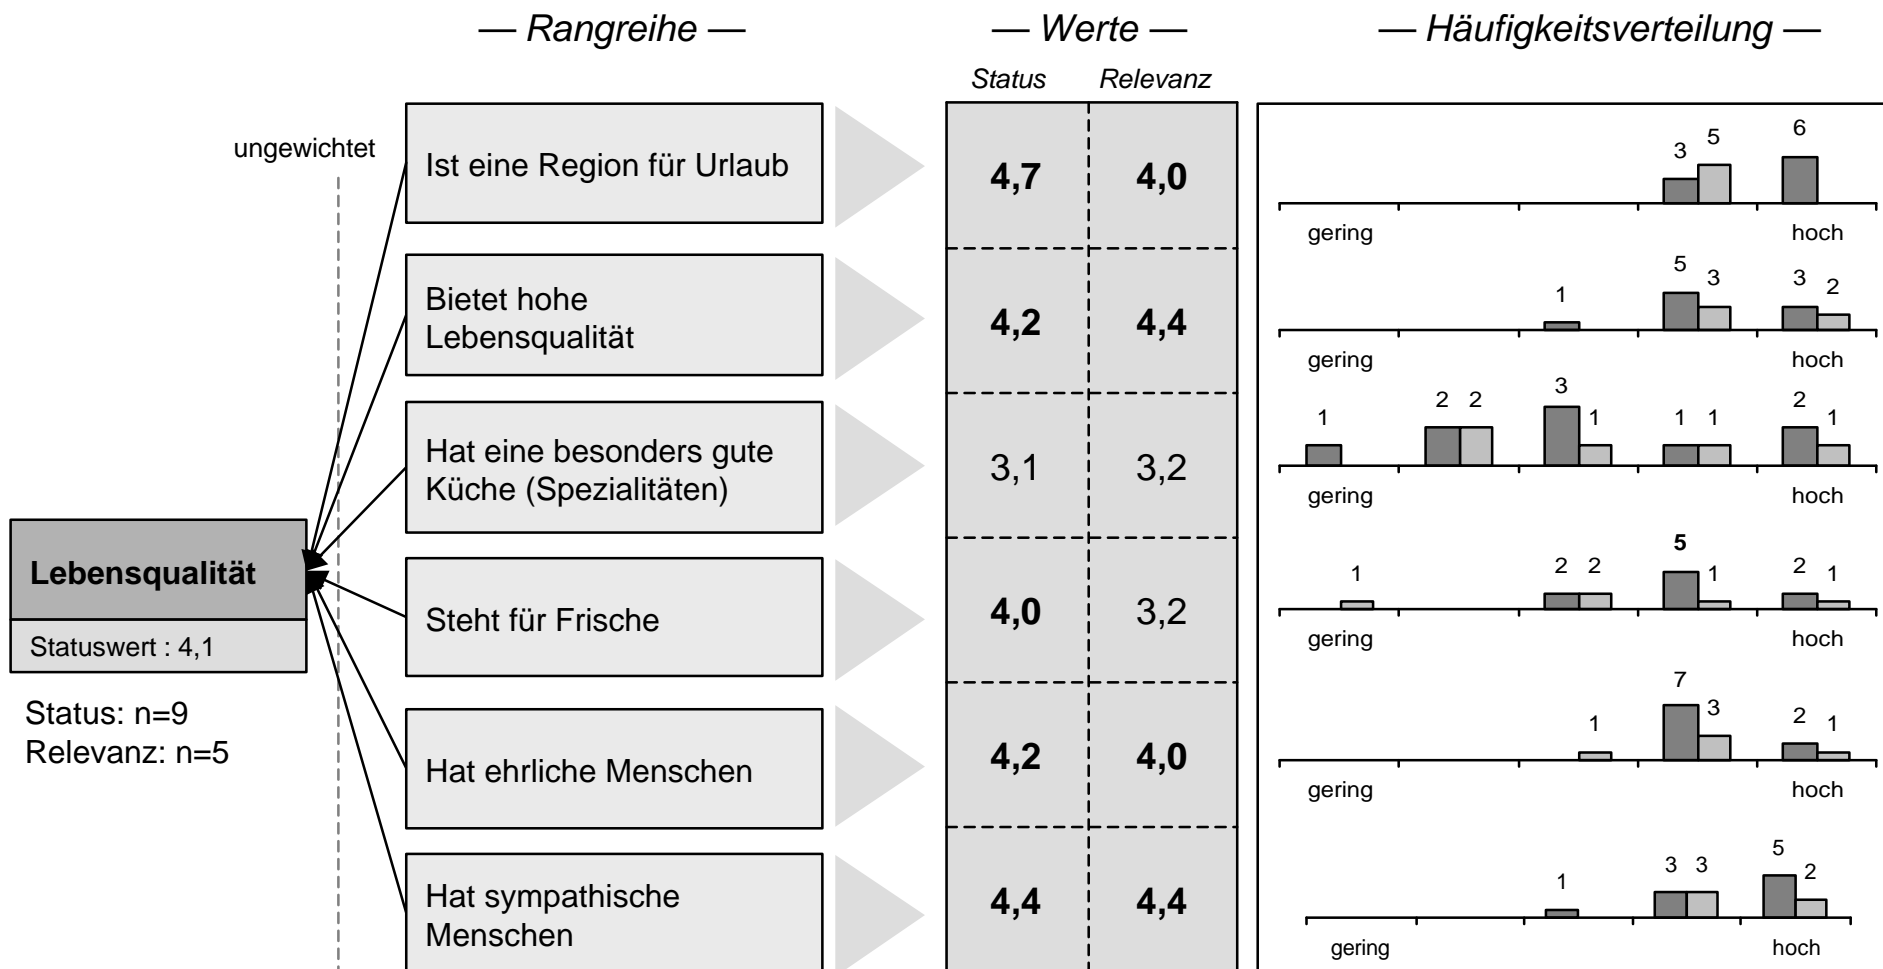 — Rangreihe —
— Werte —
— Häufigkeitsverteilung —
Status
Relevanz
ungewichtet
Ist eine Region für Urlaub
4,7
4,0
3
5
6
gering
hoch
Bietet hohe
Lebensqualität
4,2
4,4
1
5
3
3
2
gering
hoch
Hat eine besonders gute
Küche (Spezialitäten)
3,1
3,2
1
2
2
3
1
1
1
2
1
gering
hoch
Lebensqualität
Statuswert : 4,1
Status: n=9
Relevanz: n=5
Steht für Frische
4,0
3,2
1
2
2
5
1
2
1
gering
hoch
Hat ehrliche Menschen
4,2
4,0
1
7
3
2
1
gering
hoch
Hat sympathische
Menschen
4,4
4,4
1
3
3
5
2
gering
hoch